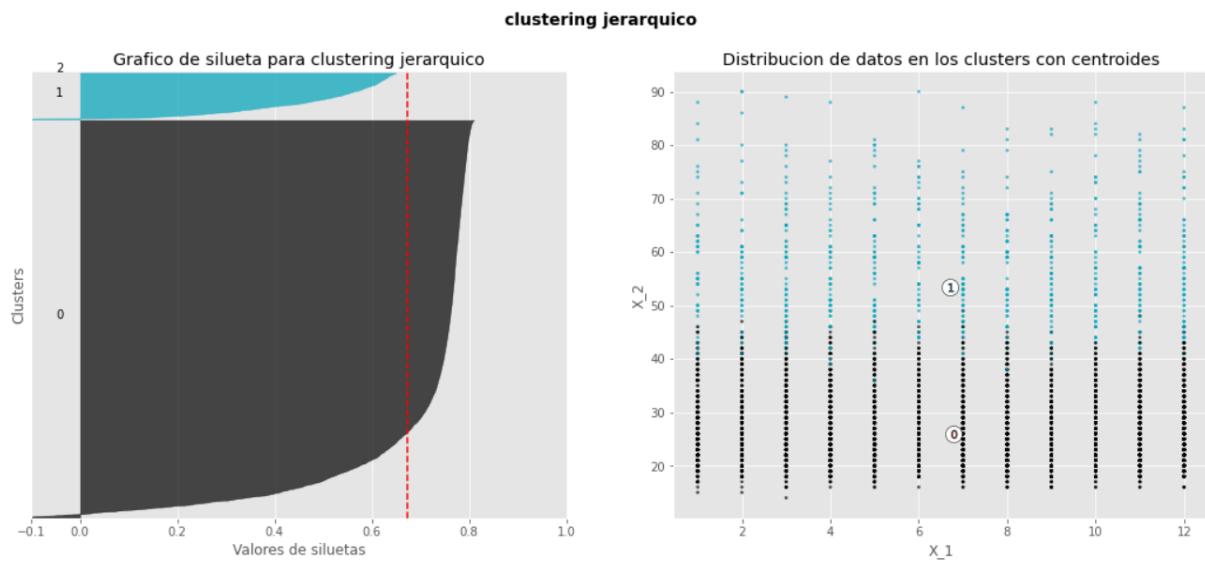 clustering jerarquico
Grafico de silueta para clustering jerarquico
2
1
0
Clusters
−0.1 0.0 0.2 0.4 0.6 0.8 1.0
Valores de siluetas
Distribucion de datos en los clusters con centroides
90
80
70
60
50
40
30
20
X_2
1
0
2 4 6 8 10 12
X_1